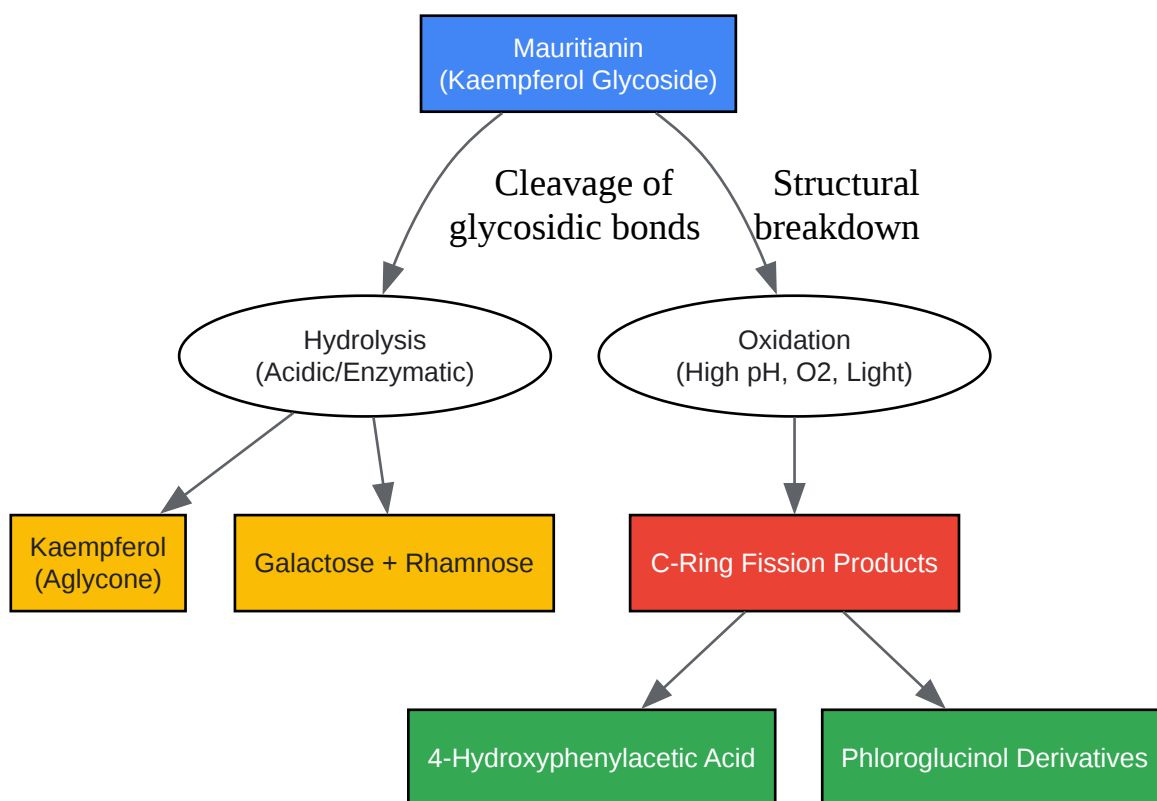 Mauritianin
(Kaempferol Glycoside)
Cleavage of
glycosidic bonds
Structural
breakdown
Hydrolysis
(Acidic/Enzymatic)
Oxidation
(High pH, O2, Light)
Kaempferol
(Aglycone)
Galactose + Rhamnose
C-Ring Fission Products
4-Hydroxyphenylacetic Acid
Phloroglucinol Derivatives